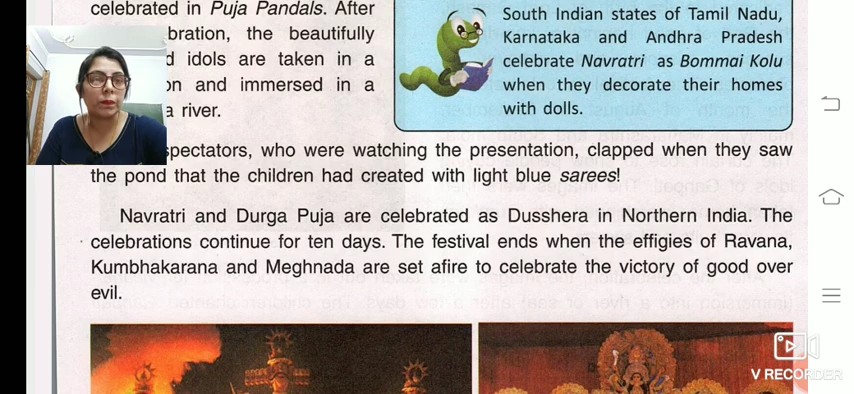 celebrated in Puja Pandals. After
bration, the beautifully
d idols are taken in a
on and immersed in a
a river.
South Indian states of Tamil Nadu,
Karnataka and Andhra Pradesh
celebrate Navratri as Bommai Kolu
when they decorate their homes
with dolls.
spectators, who were watching the presentation, clapped when they saw
the pond that the children had created with light blue sarees!
Navratri and Durga Puja are celebrated as Dusshera in Northern India. The
celebrations continue for ten days. The festival ends when the effigies of Ravana,
Kumbhakarana and Meghnada are set afire to celebrate the victory of good over
evil.
V RECORDER